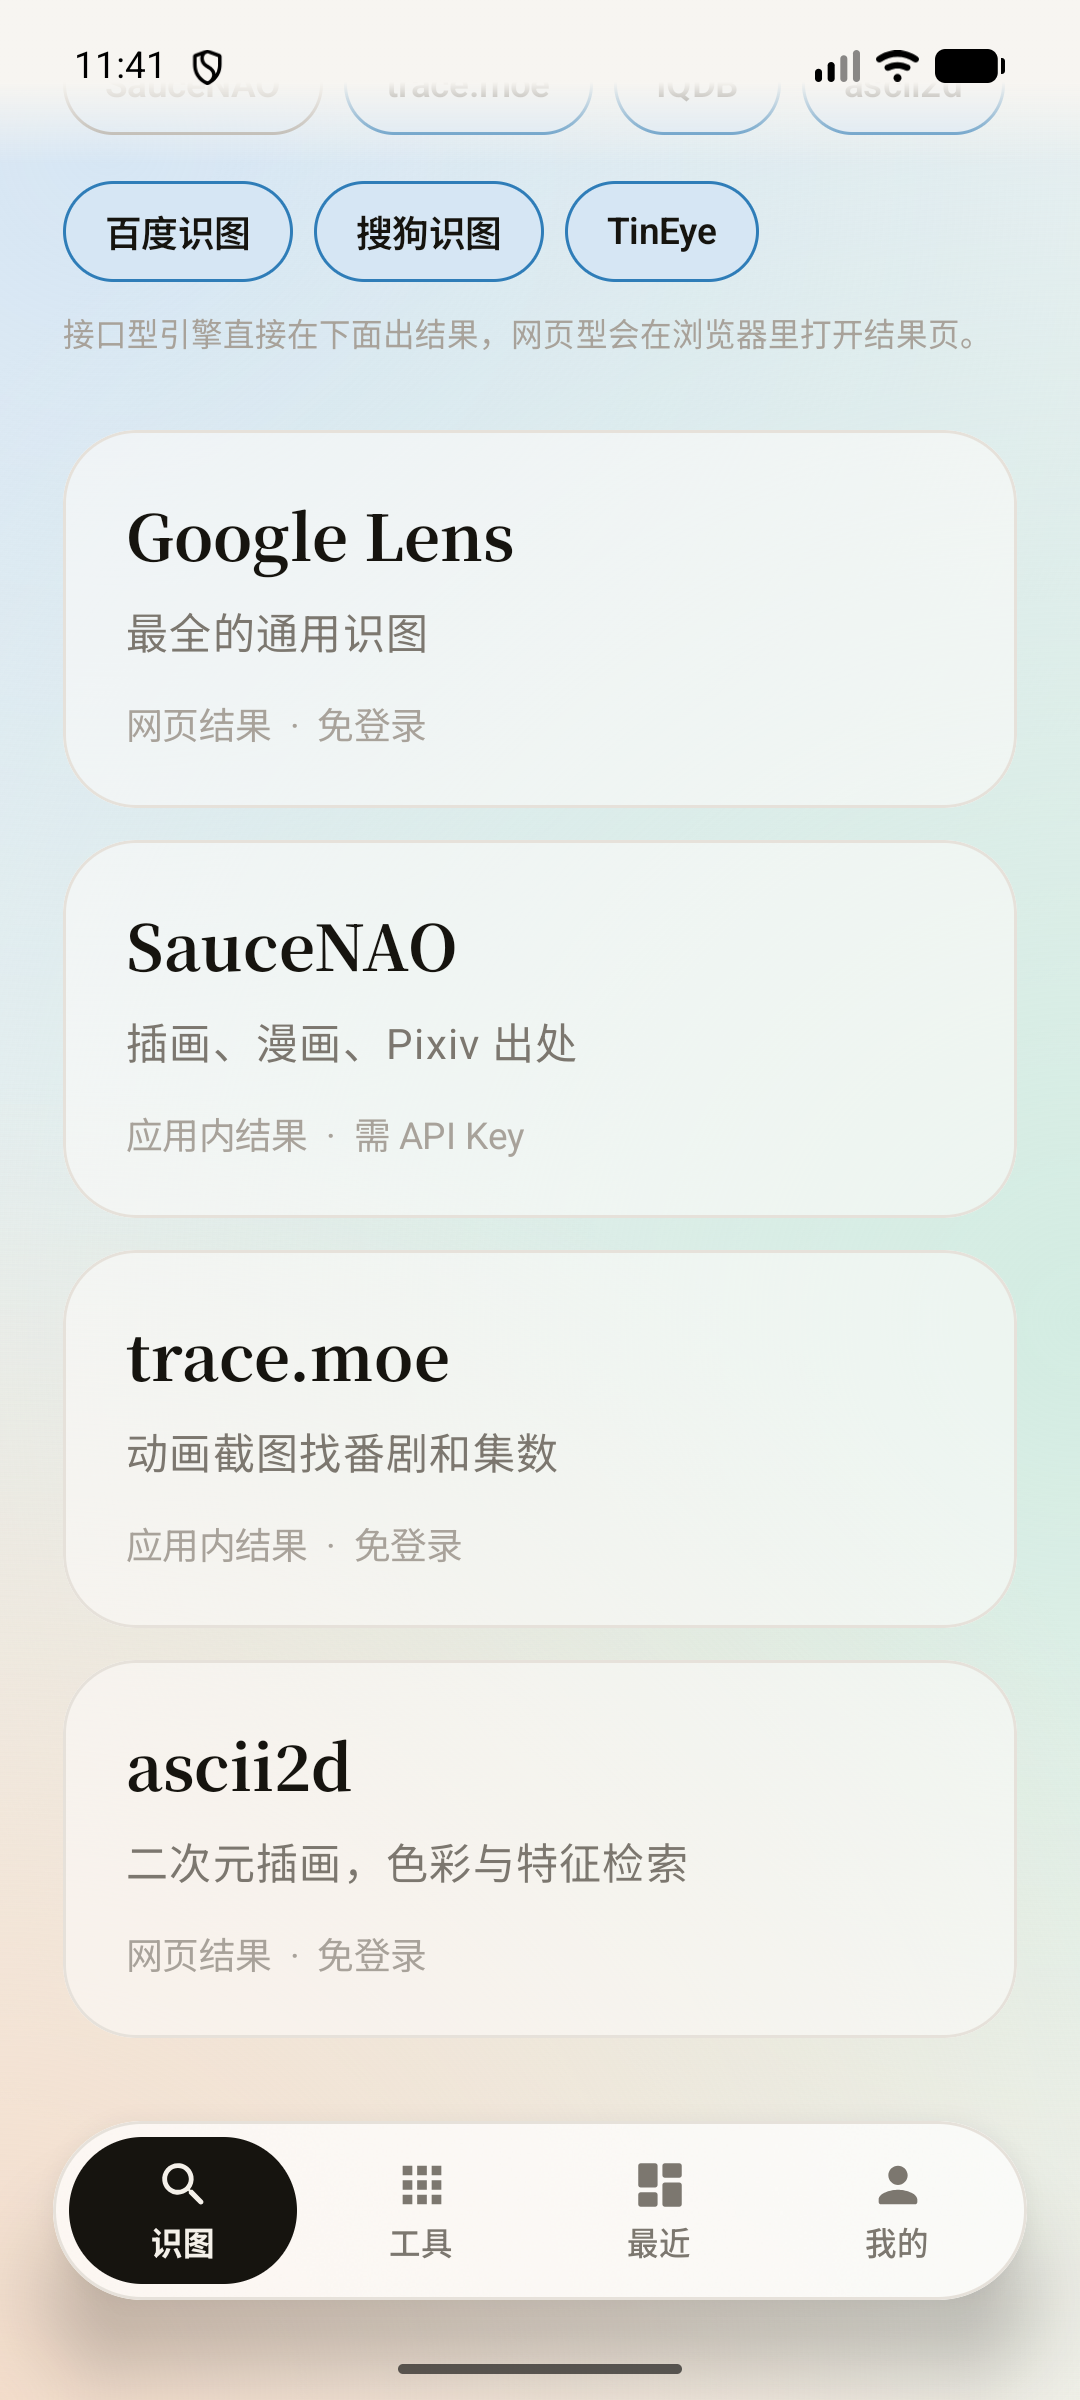 11:41
SauceNAO
trace.moe
IQDB
ascii2d
百度识图
搜狗识图
TinEye
接口型引擎直接在下面出结果，网页型会在浏览器里打开结果页。
Google Lens
最全的通用识图
网页结果 · 免登录
SauceNAO
插画、漫画、Pixiv 出处
应用内结果 · 需 API Key
trace.moe
动画截图找番剧和集数
应用内结果 · 免登录
ascii2d
二次元插画，色彩与特征检索
网页结果 · 免登录
识图
工具
最近
我的